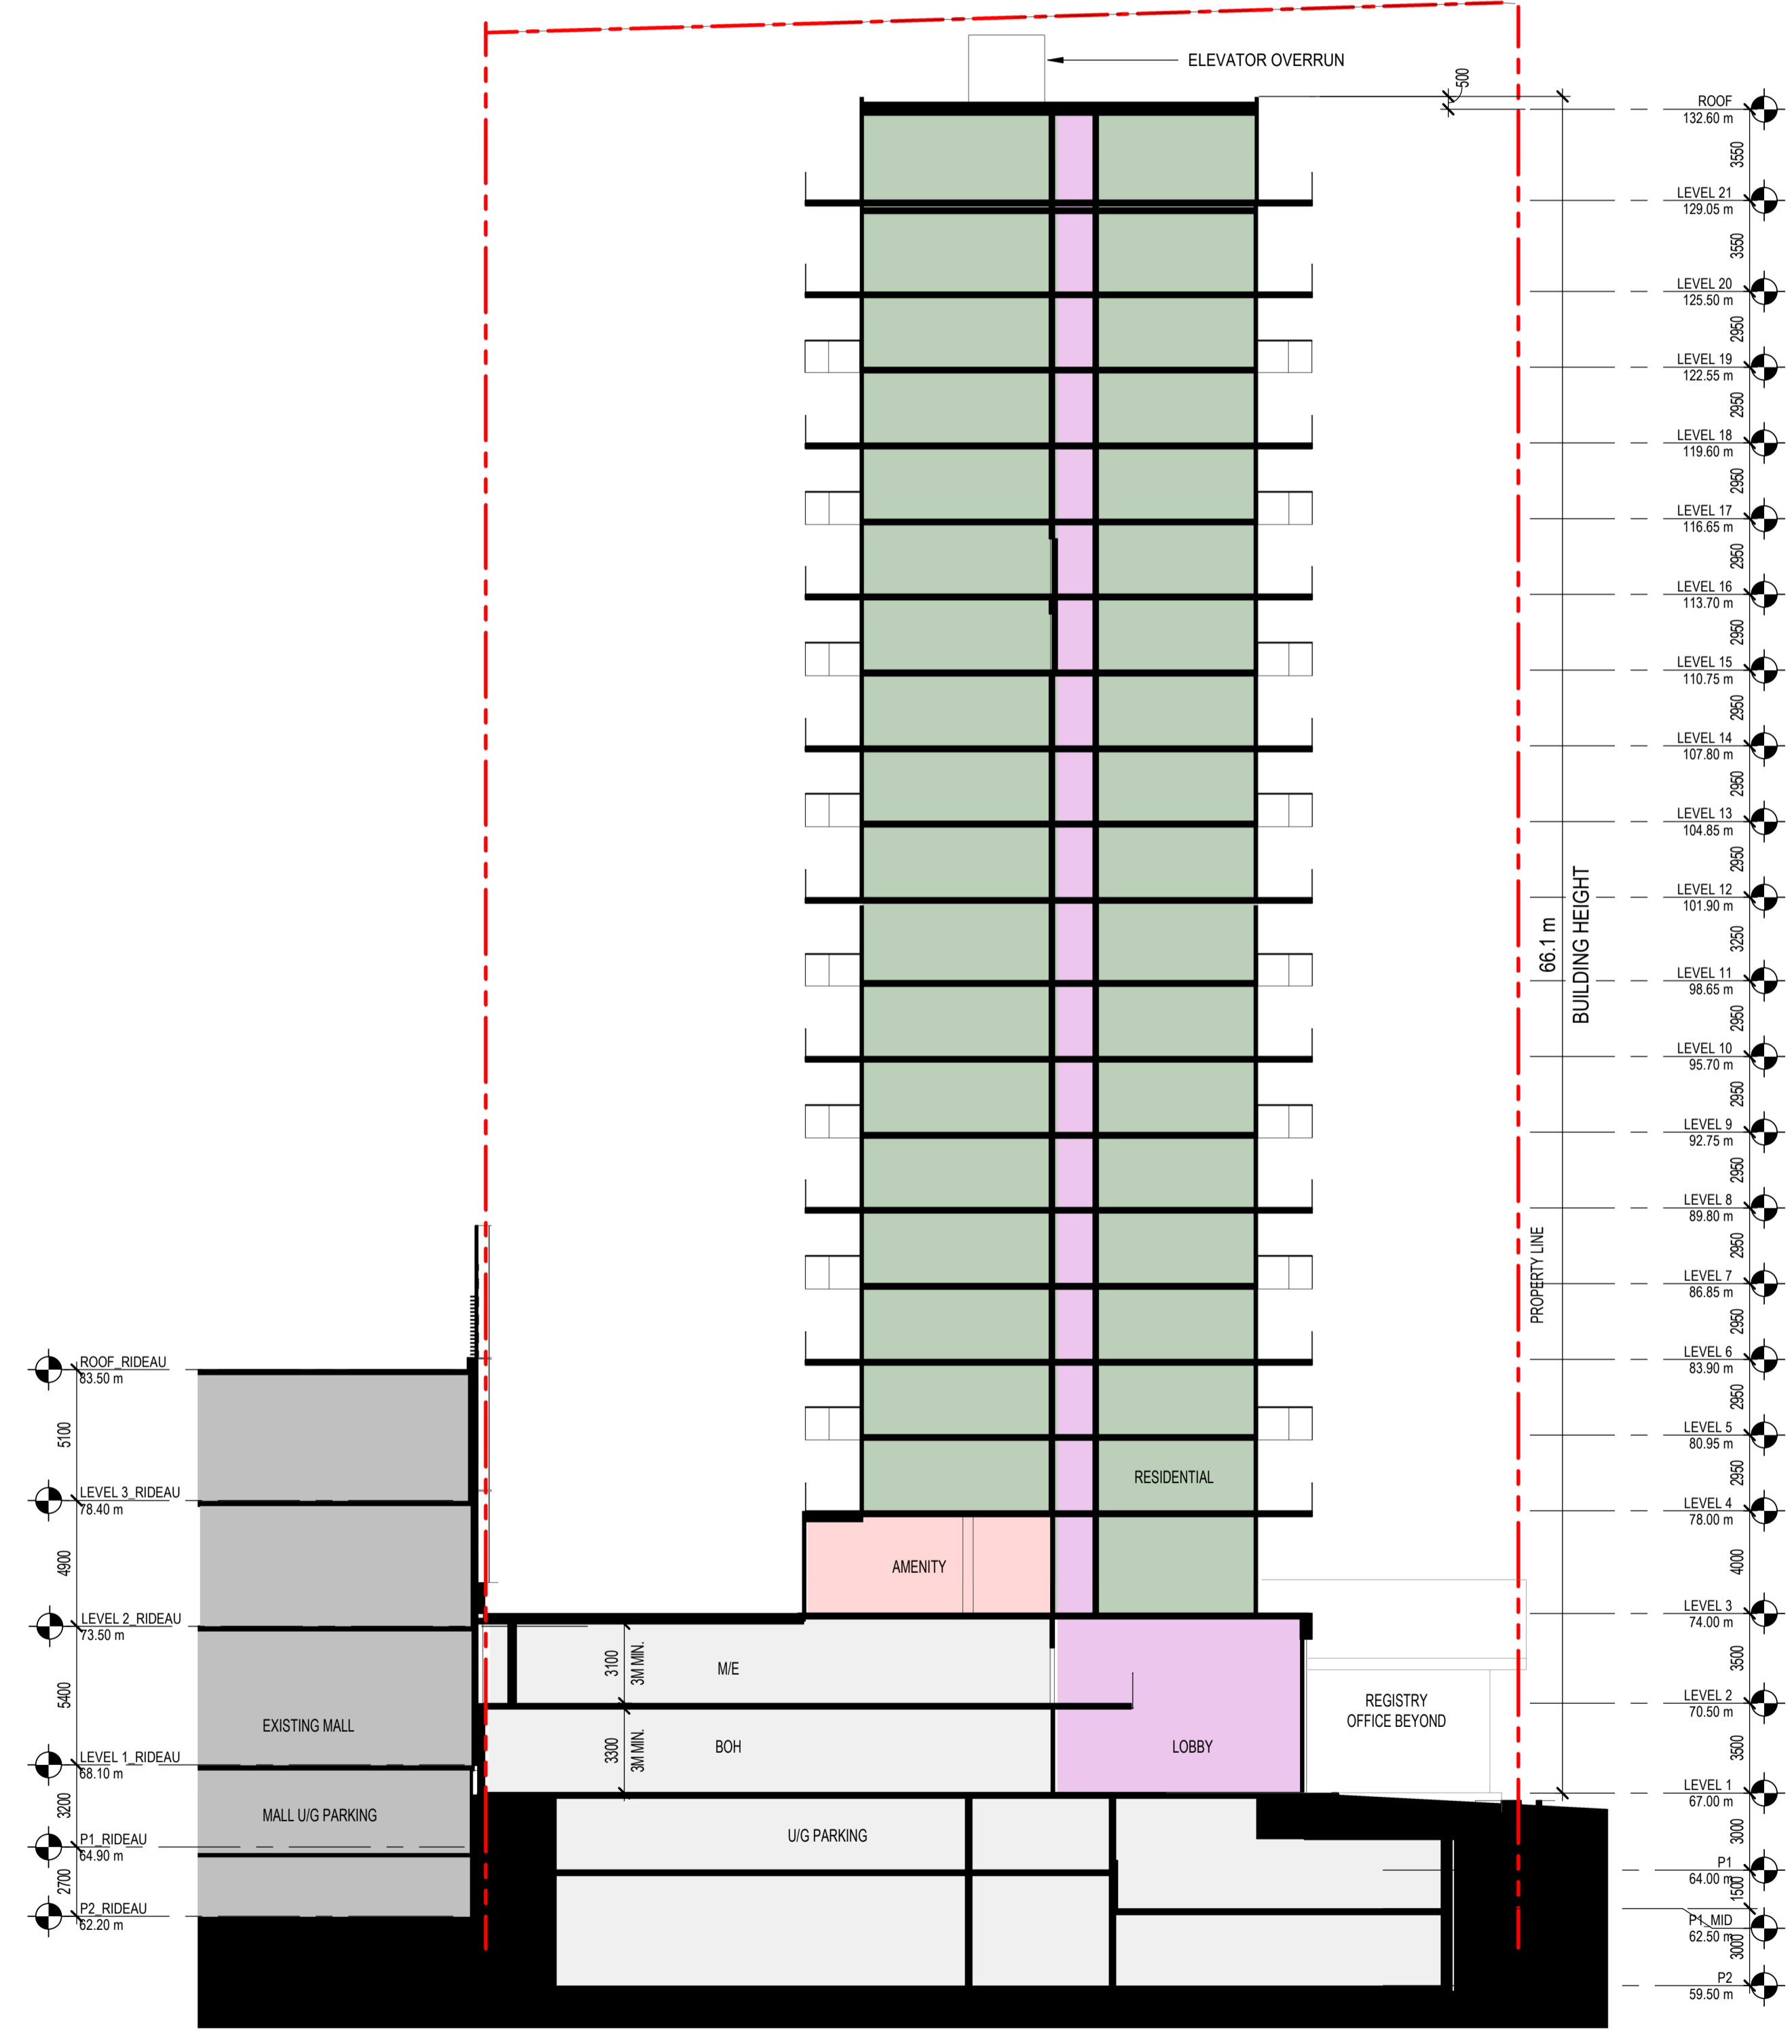 ELEVATOR OVERRUN
500
ROOF
132.60 m
3550
LEVEL 21
129.05 m
3550
LEVEL 20
125.50 m
2950
LEVEL 19
122.55 m
2950
LEVEL 18
119.60 m
2950
LEVEL 17
116.65 m
2950
LEVEL 16
113.70 m
2950
LEVEL 15
110.75 m
2950
LEVEL 14
107.80 m
2950
LEVEL 13
104.85 m
2950
LEVEL 12
101.90 m
3250
LEVEL 11
98.65 m
2950
LEVEL 10
95.70 m
2950
LEVEL 9
92.75 m
2950
LEVEL 8
89.80 m
2950
LEVEL 7
86.85 m
2950
LEVEL 6
83.90 m
2950
LEVEL 5
80.95 m
2950
LEVEL 4
78.00 m
4000
LEVEL 3
74.00 m
3500
LEVEL 2
70.50 m
3500
LEVEL 1
67.00 m
3000
P1
64.00 m
1500
P1_MID
62.50 m
3000
P2
59.50 m
66.1 m
BUILDING HEIGHT
PROPERTY LINE
ROOF_RIDEAU
83.50 m
5100
LEVEL 3_RIDEAU
78.40 m
4900
LEVEL 2_RIDEAU
73.50 m
5400
LEVEL 1_RIDEAU
68.10 m
3200
P1_RIDEAU
64.90 m
2700
P2_RIDEAU
62.20 m
EXISTING MALL
MALL U/G PARKING
RESIDENTIAL
AMENITY
3100
3M MIN.
M/E
3300
3M MIN.
BOH
LOBBY
REGISTRY
OFFICE BEYOND
U/G PARKING